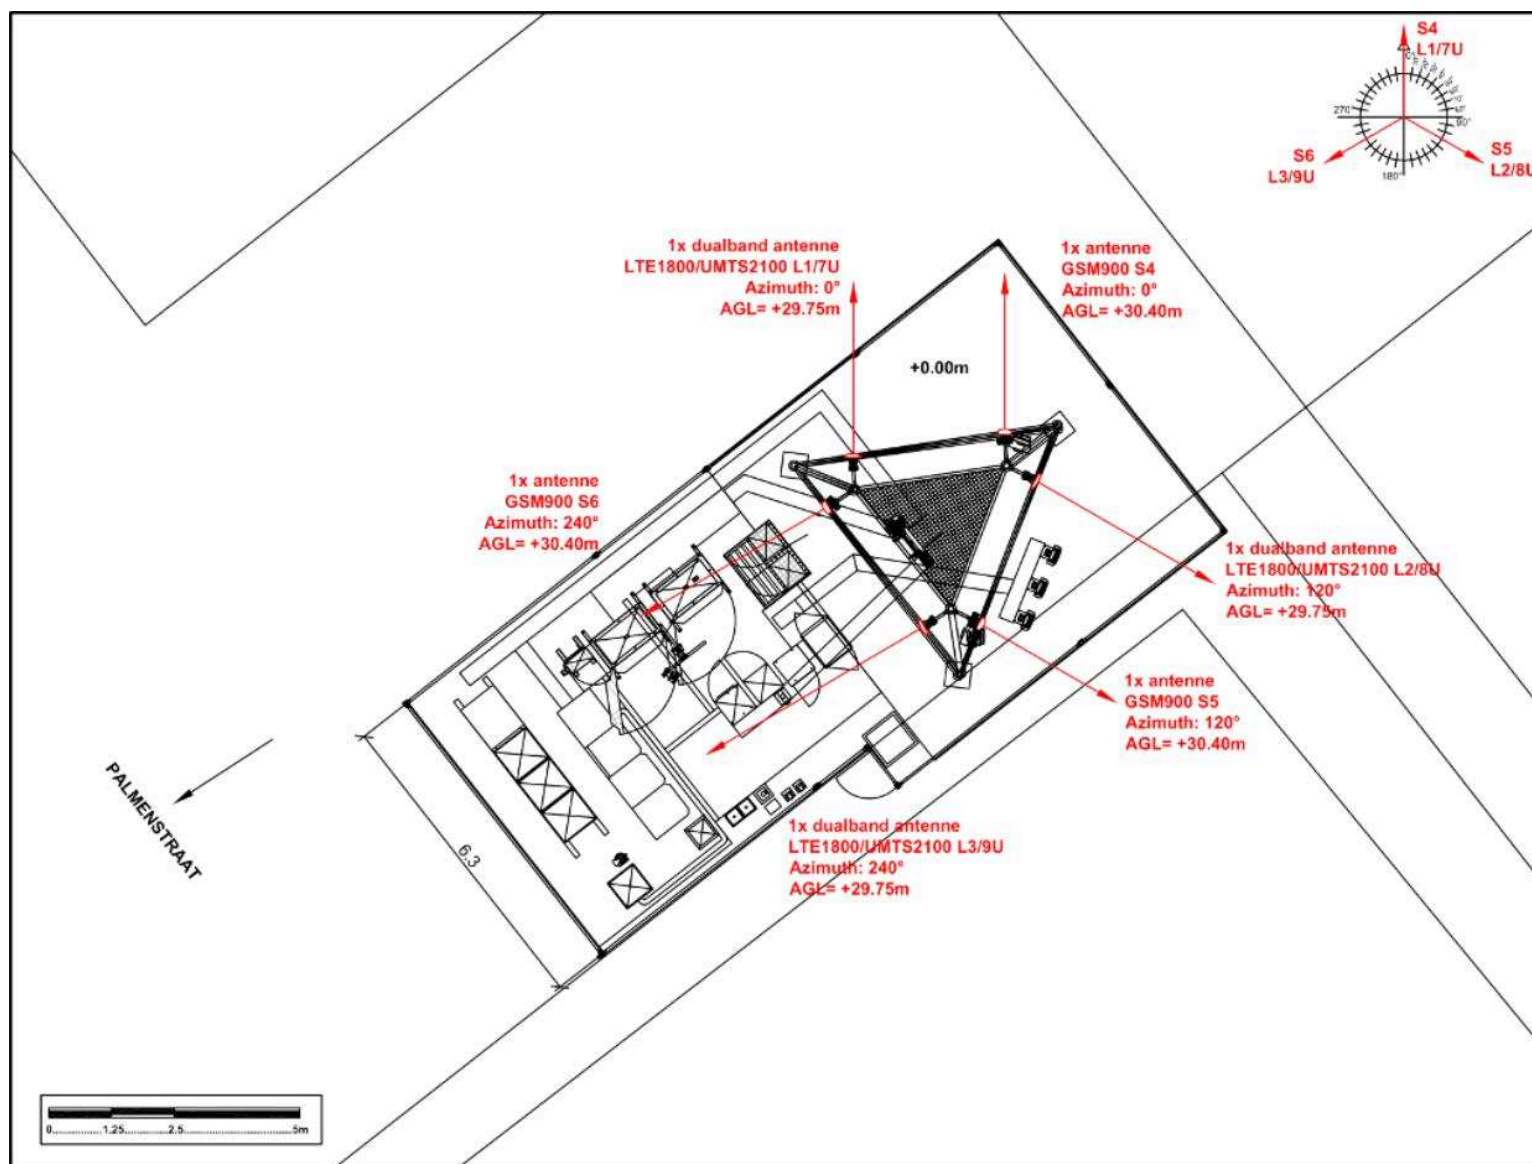 S4
L1/7U
0°
270°
90°
180°
S6
L3/9U
S5
L2/8U
1x dualband antenne
LTE1800/UMTS2100 L1/7U
Azimuth: 0°
AGL= +29.75m
1x antenne
GSM900 S4
Azimuth: 0°
AGL= +30.40m
+0.00m
1x antenne
GSM900 S6
Azimuth: 240°
AGL= +30.40m
1x dualband antenne
LTE1800/UMTS2100 L2/8U
Azimuth: 120°
AGL= +29.75m
1x antenne
GSM900 S5
Azimuth: 120°
AGL= +30.40m
PALMENSTRAAT
6.3
1x dualband antenne
LTE1800/UMTS2100 L3/9U
Azimuth: 240°
AGL= +29.75m
0 1.25 2.5 5m